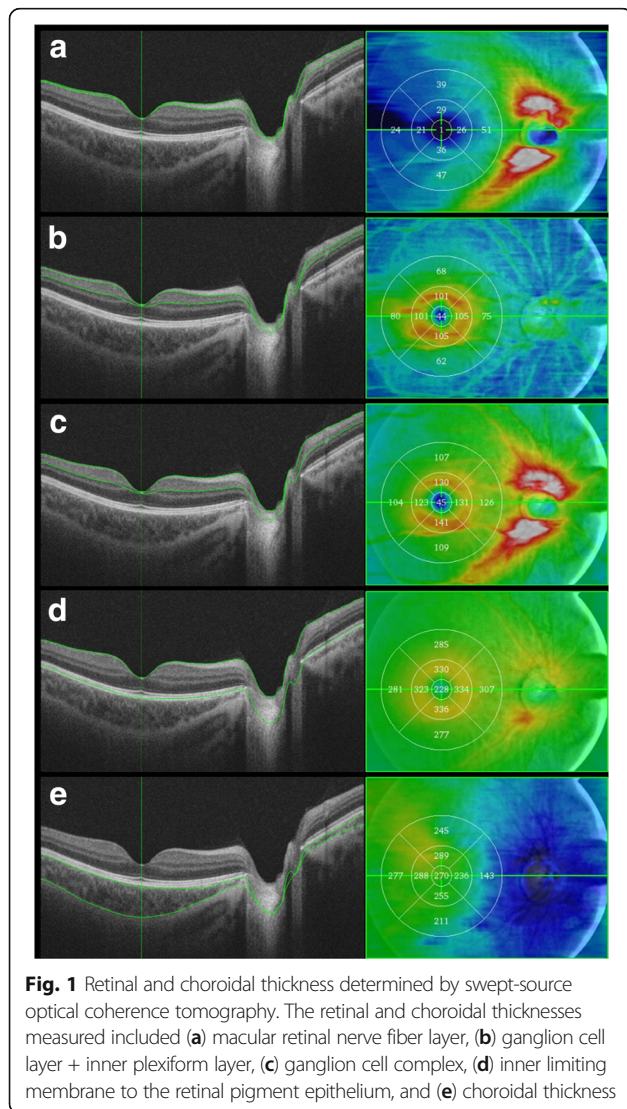 a
39
29
24 21 1 26 51
36
47
b
68
101
80 101 44 105 75
105
62
c
107
130
104 123 45 131 126
141
109
d
285
330
281 323 228 334 307
336
277
e
245
289
277 288 270 236 143
255
211
Fig. 1 Retinal and choroidal thickness determined by swept-source
optical coherence tomography. The retinal and choroidal thicknesses
measured included (a) macular retinal nerve fiber layer, (b) ganglion cell
layer + inner plexiform layer, (c) ganglion cell complex, (d) inner limiting
membrane to the retinal pigment epithelium, and (e) choroidal thickness